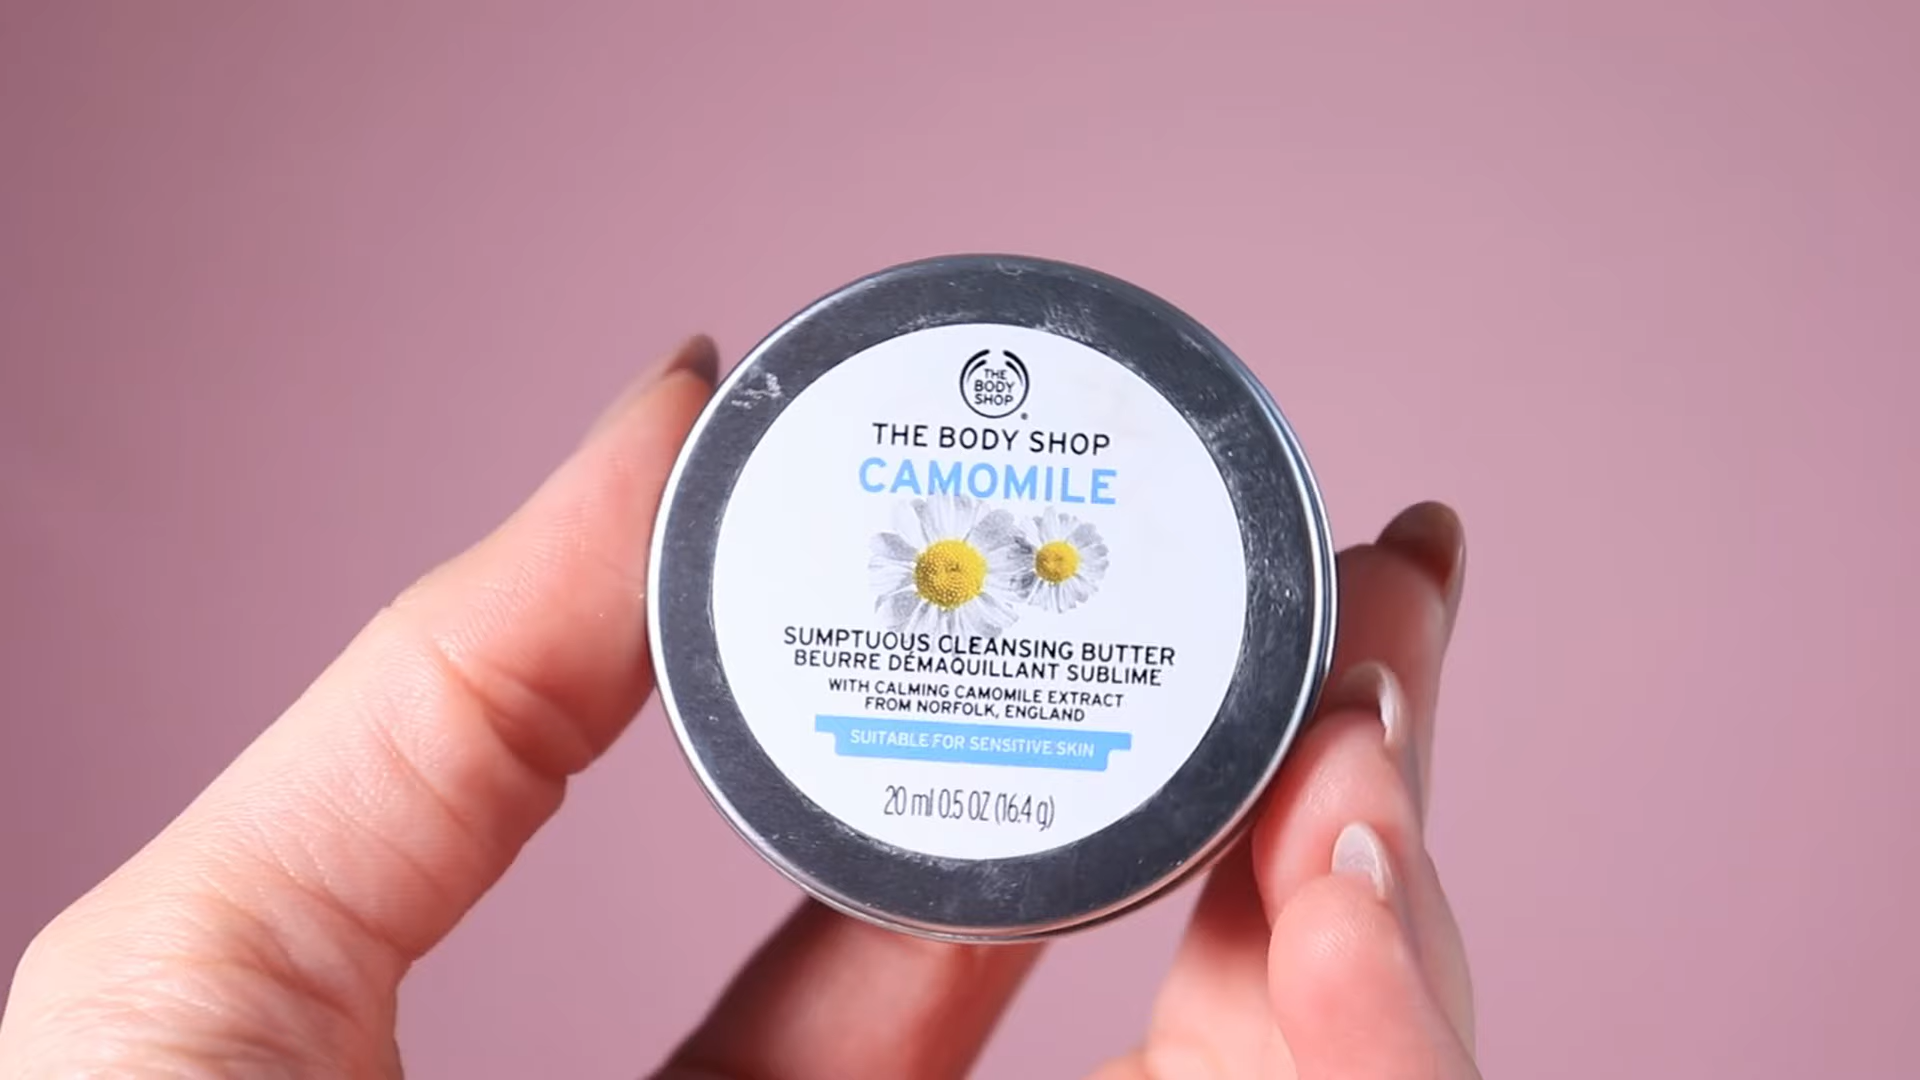 THE
BODY
SHOP
®
THE BODY SHOP
CAMOMILE
SUMPTUOUS CLEANSING BUTTER
BEURRE DÉMAQUILLANT SUBLIME
WITH CALMING CAMOMILE EXTRACT
FROM NORFOLK, ENGLAND
SUITABLE FOR SENSITIVE SKIN
20 ml 0.5 OZ (16.4 g)